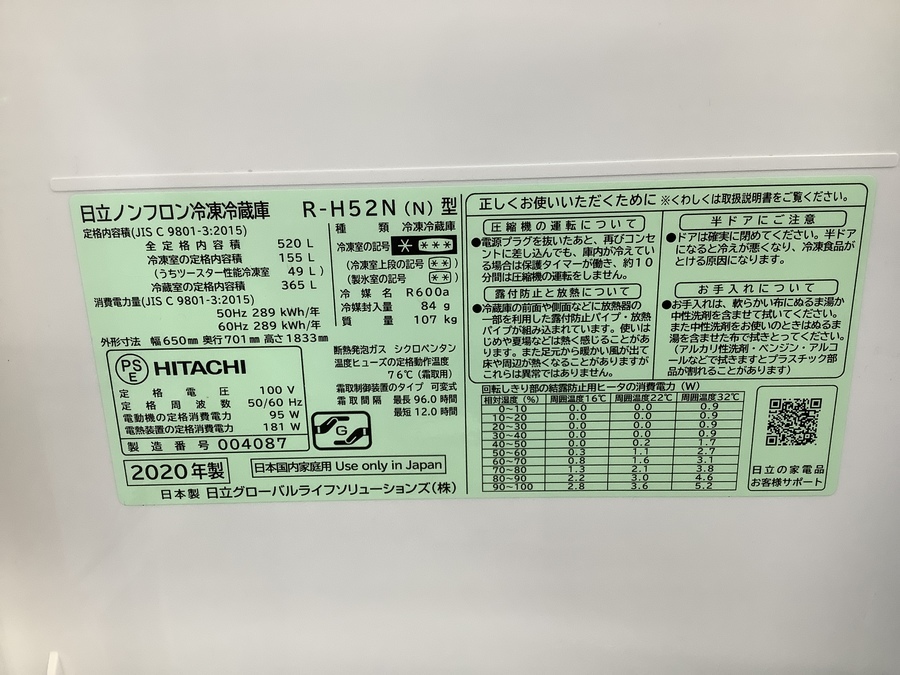 日立ノンフロン冷凍冷蔵庫 R-H52N(N)型
定格内容積(JIS C 9801-3:2015)
全定格内容積 520 L
冷凍室の定格内容積 155 L
(うちツースター性能冷凍室 49 L)
冷蔵室の定格内容積 365 L
消費電力量(JIS C 9801-3:2015)
50Hz 289 kWh/年
60Hz 289 kWh/年
外形寸法 幅650mm 奥行701mm 高さ1833mm
種類 冷凍冷蔵庫
冷凍室の記号 * ***
(冷凍室上段の記号 **)
(製氷室の記号 **)
冷媒名 R600a
冷媒封入量 84 g
質量 107 kg
PS
E
HITACHI
定格電圧 100 V
定格周波数 50/60 Hz
電動機の定格消費電力 95 W
電熱装置の定格消費電力 181 W
製造番号 004087
断熱発泡ガス シクロペンタン
温度ヒューズの定格動作温度
76℃(霜取用)
霜取制御装置のタイプ 可変式
霜取間隔 最長 96.0 時間
最短 12.0 時間
G
2020年製
日本国内家庭用 Use only in Japan
日本製 日立グローバルライフソリューションズ(株)
正しくお使いいただくために ※くわしくは取扱説明書をご覧ください。
圧縮機の運転について
●電源プラグを抜いたあと、再びコンセ
ントに差し込んでも、庫内が冷えてい
る場合は保護タイマーが働き、約10
分間は圧縮機の運転をしません。
露付防止と放熱について
●冷蔵庫の前面や側面などに放熱器の
一部を利用した露付防止パイプ・放熱
パイプが組み込まれています。使いは
じめや夏場などは熱く感じることがあり
ます。また足元から暖かい風が出て
床や周辺が熱くなることがありますが
これらは異常ではありません。
半ドアにご注意
●ドアは確実に閉めてください。半ドア
になると冷えが悪くなり、冷凍食品が
とける原因になります。
お手入れについて
●お手入れは、軟らかい布にぬるま湯か
中性洗剤を含ませて拭いてください。
また中性洗剤をお使いのときはぬるま
湯を含ませた布で拭きとってください。
(アルカリ性洗剤・ベンジン・アルコ
ールなどで拭きますとプラスチック部
品が割れることがあります)
回転しきり部の結露防止用ヒータの消費電力(W)
相対湿度(%) 周囲温度16℃ 周囲温度22℃ 周囲温度32℃
0~10 0.0 0.0 0.9
10~20 0.0 0.0 0.9
20~30 0.0 0.0 0.9
30~40 0.0 0.0 0.9
40~50 0.0 0.2 1.7
50~60 0.3 1.1 2.7
60~70 0.8 1.6 3.1
70~80 1.3 2.1 3.8
80~90 2.2 3.0 4.6
90~100 2.8 3.6 5.2
日立の家電品
お客様サポート